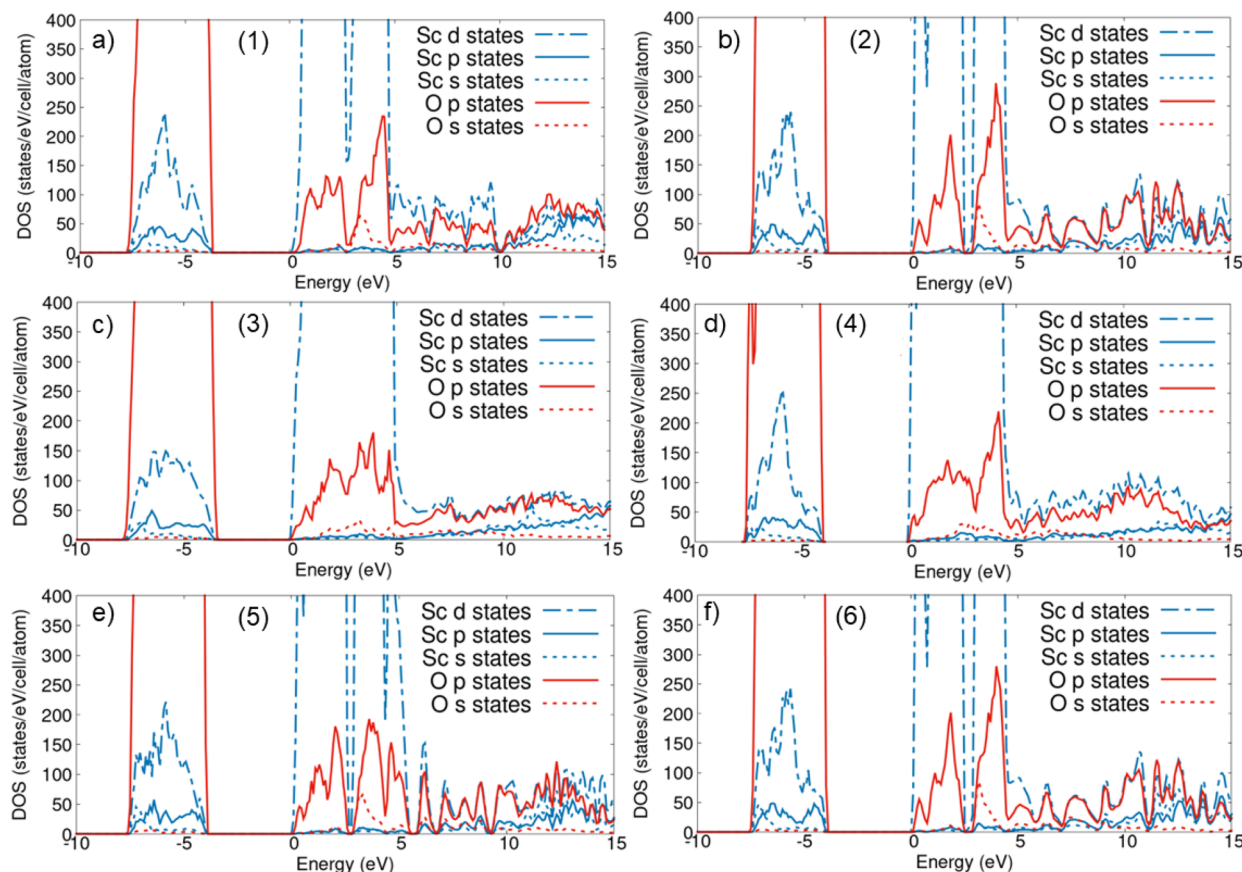 a) (1)
Sc d states
Sc p states
Sc s states
O p states
O s states
400
350
300
250
200
150
100
50
0
DOS (states/eV/cell/atom)
-10 -5 0 5 10 15
Energy (eV)
b) (2)
Sc d states
Sc p states
Sc s states
O p states
O s states
400
350
300
250
200
150
100
50
0
DOS (states/eV/cell/atom)
-10 -5 0 5 10 15
Energy (eV)
c) (3)
Sc d states
Sc p states
Sc s states
O p states
O s states
400
350
300
250
200
150
100
50
0
DOS (states/eV/cell/atom)
-10 -5 0 5 10 15
Energy (eV)
d) (4)
Sc d states
Sc p states
Sc s states
O p states
O s states
400
350
300
250
200
150
100
50
0
DOS (states/eV/cell/atom)
-10 -5 0 5 10 15
Energy (eV)
e) (5)
Sc d states
Sc p states
Sc s states
O p states
O s states
400
350
300
250
200
150
100
50
0
DOS (states/eV/cell/atom)
-10 -5 0 5 10 15
Energy (eV)
f) (6)
Sc d states
Sc p states
Sc s states
O p states
O s states
400
350
300
250
200
150
100
50
0
DOS (states/eV/cell/atom)
-10 -5 0 5 10 15
Energy (eV)